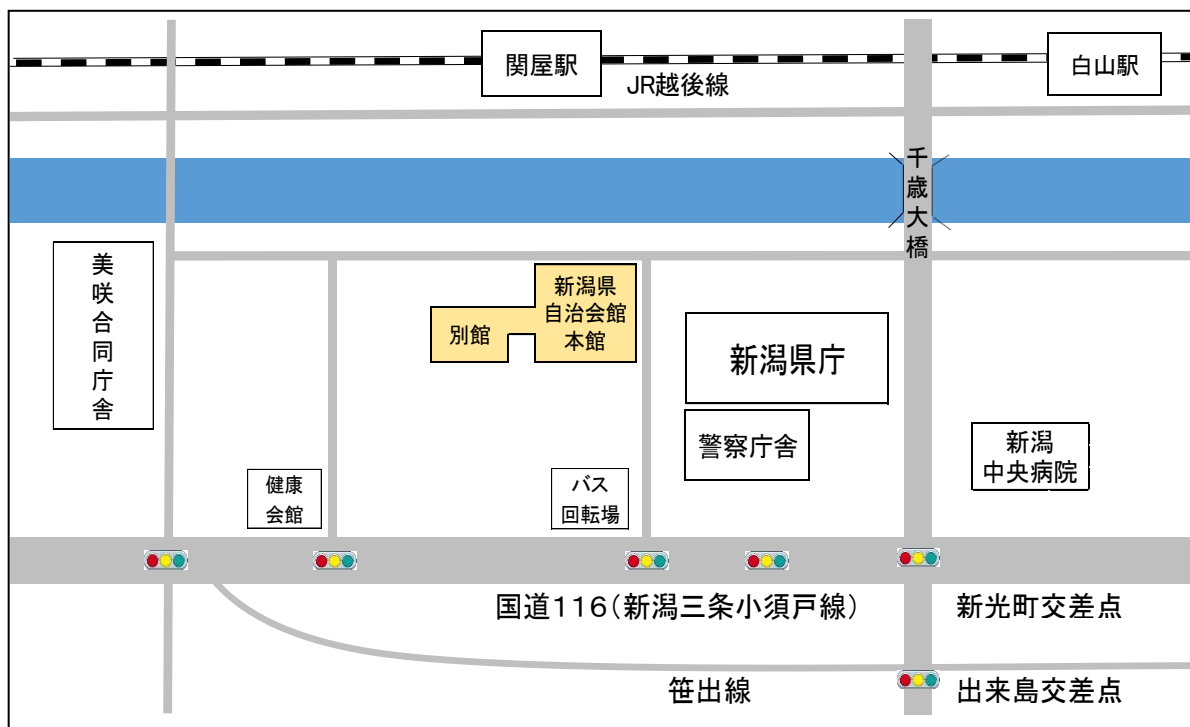 関屋駅
白山駅
JR越後線
千歳大橋
美咲合同庁舎
新潟県
自治会館
本館
別館
新潟県庁
警察庁舎
新潟
中央病院
健康
会館
バス
回転場
国道116(新潟三条小須戸線)
新光町交差点
笹出線
出来島交差点